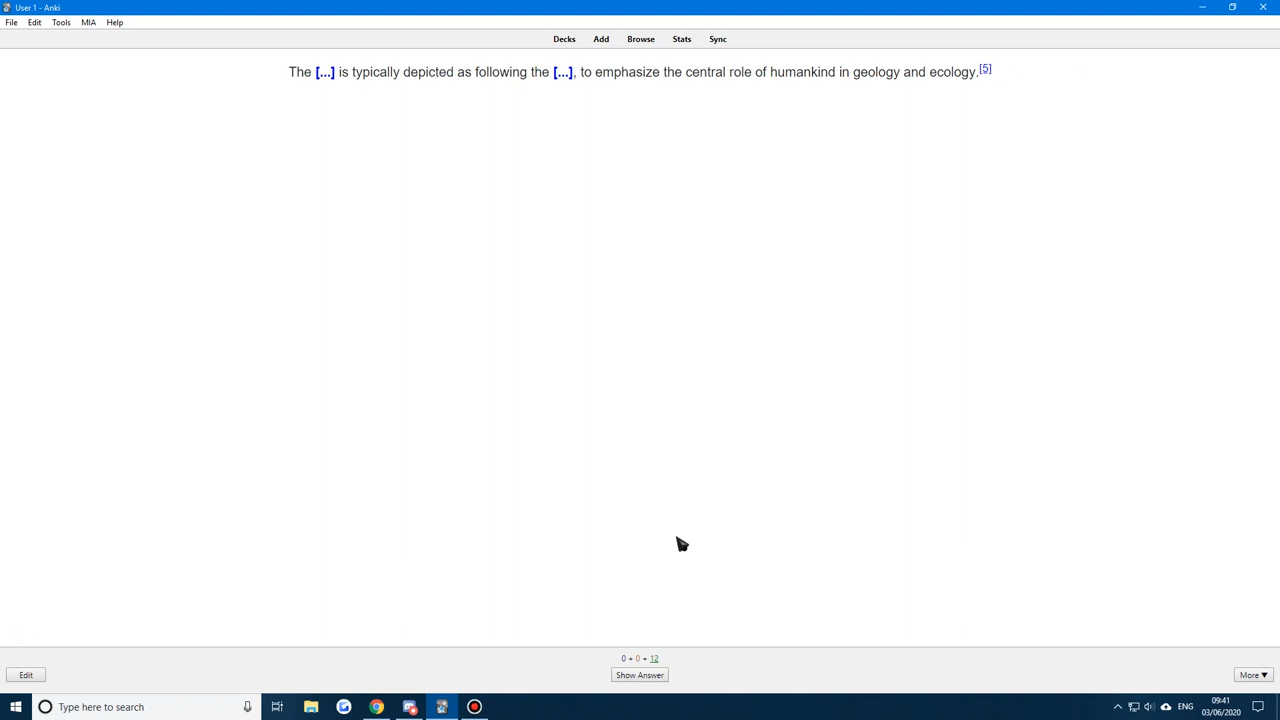 User 1 - Anki
File Edit Tools MIA Help
Decks Add Browse Stats Sync
The [...] is typically depicted as following the [...], to emphasize the central role of humankind in geology and ecology.[5]
0 + 0 + 12
Edit Show Answer More ▼
Type here to search ENG 09:41
03/06/2020